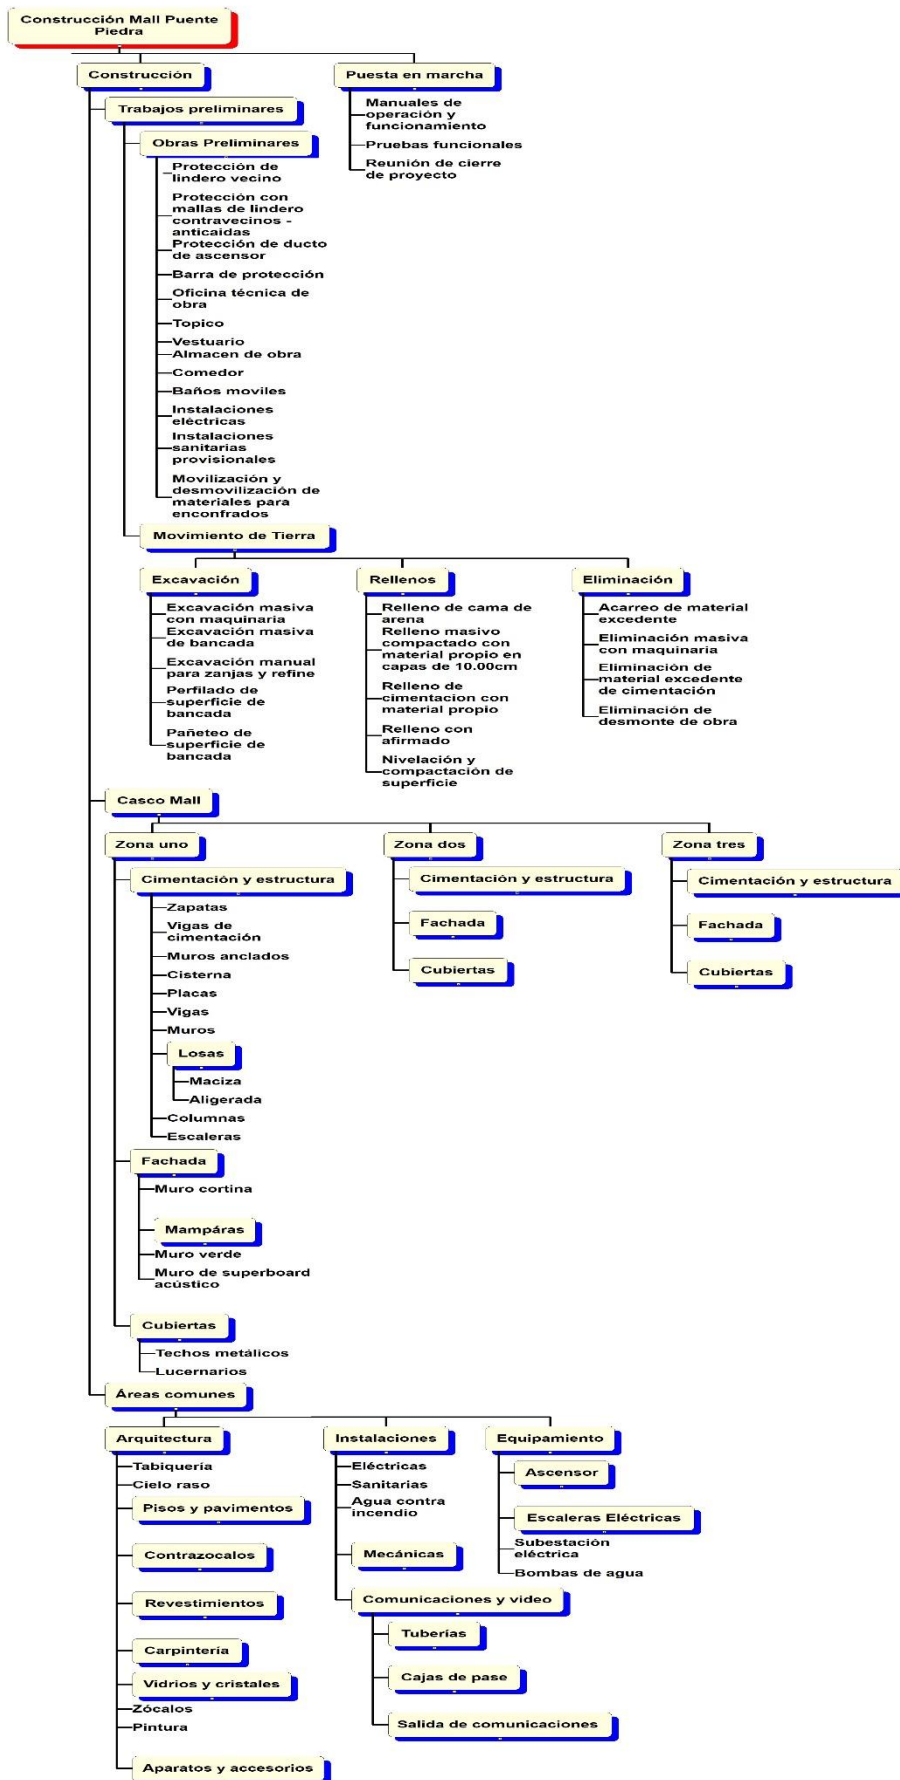 Construcción Mall Puente
Piedra
Construcción
Puesta en marcha
Manuales de
operación y
funcionamiento
Pruebas funcionales
Reunión de cierre
de proyecto
Trabajos preliminares
Obras Preliminares
Protección de
lindero vecino
Protección con
mallas de lindero
contravecinos -
anticaidas
Protección de ducto
de ascensor
Barra de protección
Oficina técnica de
obra
Topico
Vestuario
Almacen de obra
Comedor
Baños moviles
Instalaciones
eléctricas
Instalaciones
sanitarias
provisionales
Movilización y
desmovilización de
materiales para
enconfrados
Movimiento de Tierra
Excavación
Excavación masiva
con maquinaria
Excavación masiva
de bancada
Excavación manual
para zanjas y refine
Perfilado de
superficie de
bancada
Pañeteo de
superficie de
bancada
Rellenos
Relleno de cama de
arena
Relleno masivo
compactado con
material propio en
capas de 10.00cm
Relleno de
cimentacion con
material propio
Relleno con
afirmado
Nivelación y
compactación de
superficie
Eliminación
Acarreo de material
excedente
Eliminación masiva
con maquinaria
Eliminación de
material excedente
de cimentación
Eliminación de
desmonte de obra
Casco Mall
Zona uno
Cimentación y estructura
Zapatas
Vigas de
cimentación
Muros anclados
Cisterna
Placas
Vigas
Muros
Losas
Maciza
Aligerada
Columnas
Escaleras
Fachada
Muro cortina
Mampáras
Muro verde
Muro de superboard
acústico
Cubiertas
Techos metálicos
Lucernarios
Zona dos
Cimentación y estructura
Fachada
Cubiertas
Zona tres
Cimentación y estructura
Fachada
Cubiertas
Áreas comunes
Arquitectura
Tabiquería
Cielo raso
Pisos y pavimentos
Contrazocalos
Revestimientos
Carpintería
Vidrios y cristales
Zócalos
Pintura
Aparatos y accesorios
Instalaciones
Eléctricas
Sanitarias
Agua contra
incendio
Mecánicas
Comunicaciones y video
Tuberías
Cajas de pase
Salida de comunicaciones
Equipamiento
Ascensor
Escaleras Eléctricas
Subestación
eléctrica
Bombas de agua